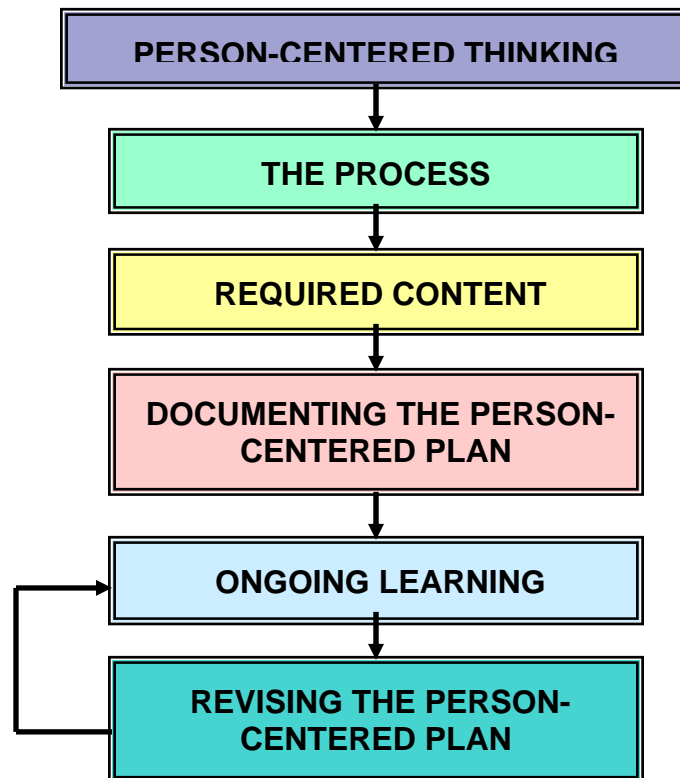 PERSON-CENTERED THINKING
THE PROCESS
REQUIRED CONTENT
DOCUMENTING THE PERSON-
CENTERED PLAN
ONGOING LEARNING
REVISING THE PERSON-
CENTERED PLAN